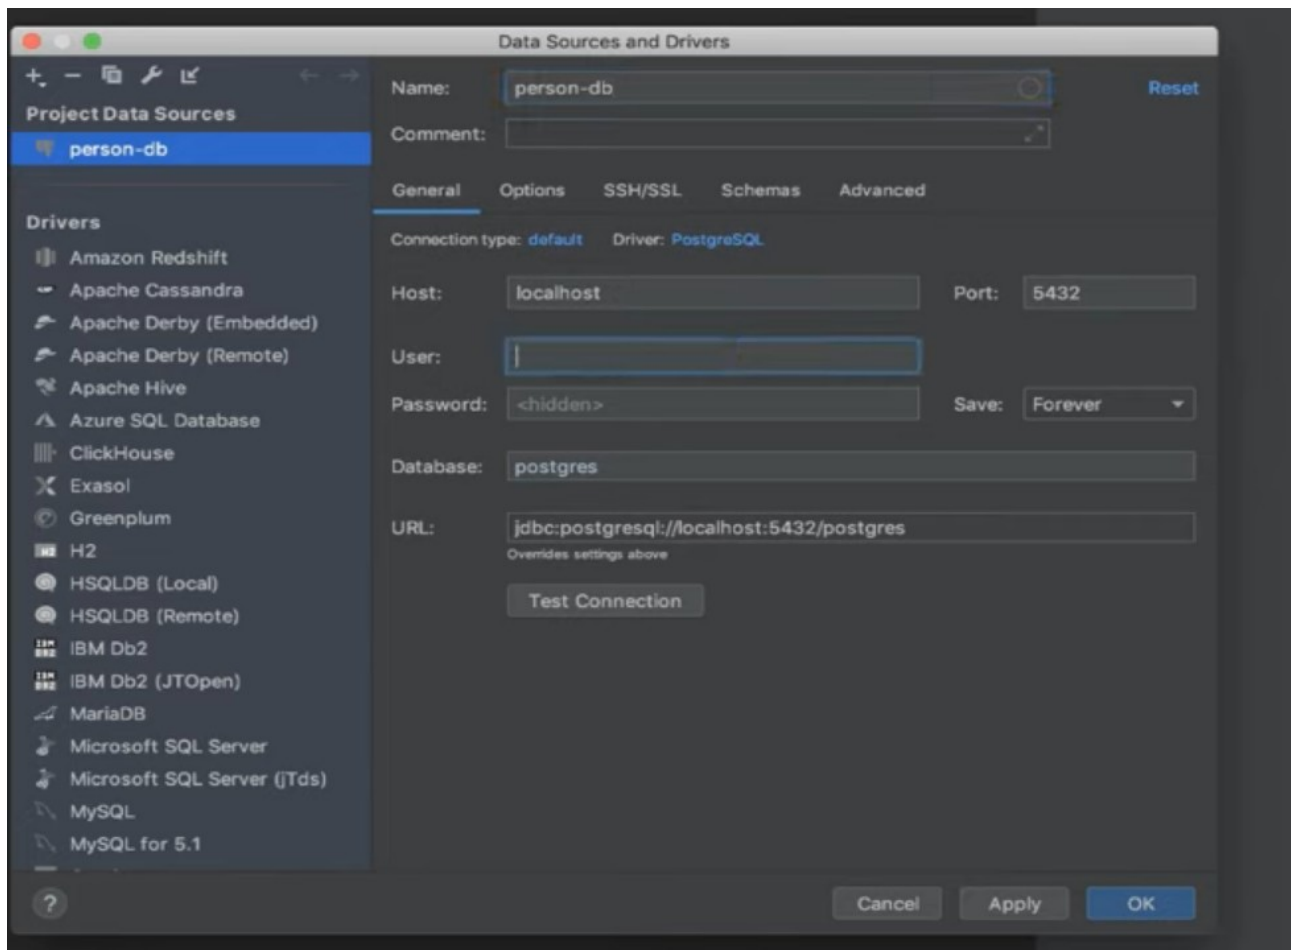 Data Sources and Drivers
Project Data Sources
person-db
Drivers
Amazon Redshift
Apache Cassandra
Apache Derby (Embedded)
Apache Derby (Remote)
Apache Hive
Azure SQL Database
ClickHouse
Exasol
Greenplum
H2
HSQLDB (Local)
HSQLDB (Remote)
IBM Db2
IBM Db2 (JTOpen)
MariaDB
Microsoft SQL Server
Microsoft SQL Server (jTds)
MySQL
MySQL for 5.1
Name: person-db Reset
Comment:
General Options SSH/SSL Schemas Advanced
Connection type: default Driver: PostgreSQL
Host: localhost Port: 5432
User:
Password: <hidden> Save: Forever
Database: postgres
URL: jdbc:postgresql://localhost:5432/postgres
Overrides settings above
Test Connection
? Cancel Apply OK